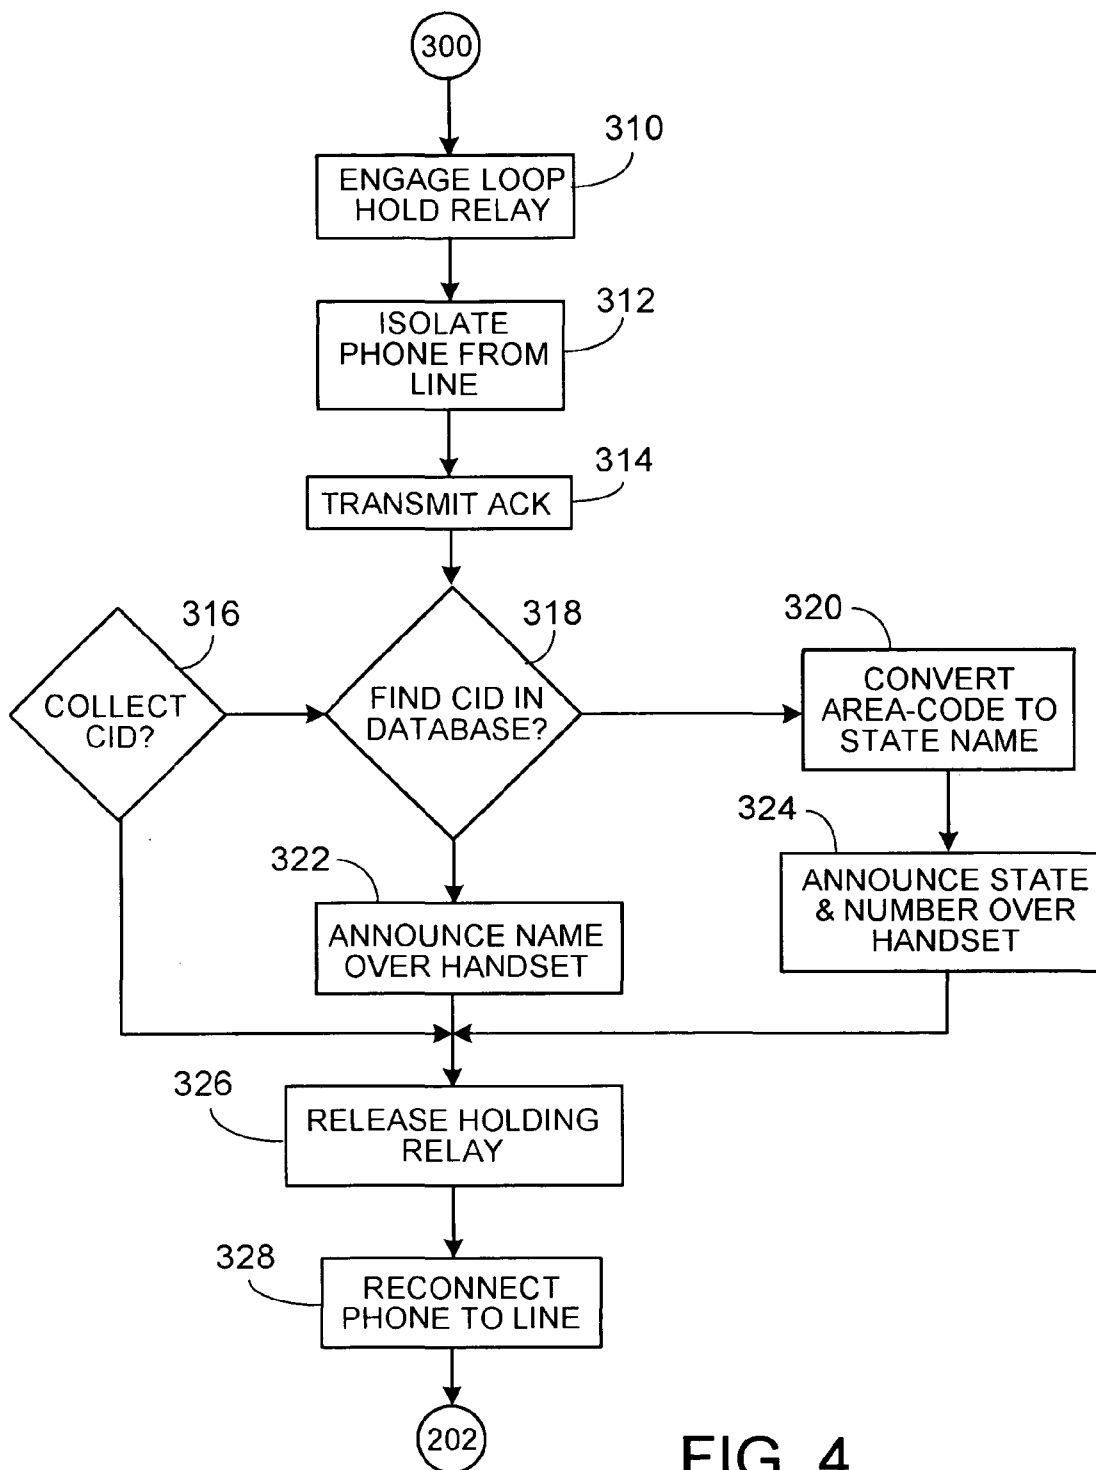 300
310
ENGAGE LOOP
HOLD RELAY
312
ISOLATE
PHONE FROM
LINE
314
TRANSMIT ACK
316
COLLECT
CID?
318
FIND CID IN
DATABASE?
320
CONVERT
AREA-CODE TO
STATE NAME
322
ANNOUNCE NAME
OVER HANDSET
324
ANNOUNCE STATE
& NUMBER OVER
HANDSET
326
RELEASE HOLDING
RELAY
328
RECONNECT
PHONE TO LINE
202
FIG. 4